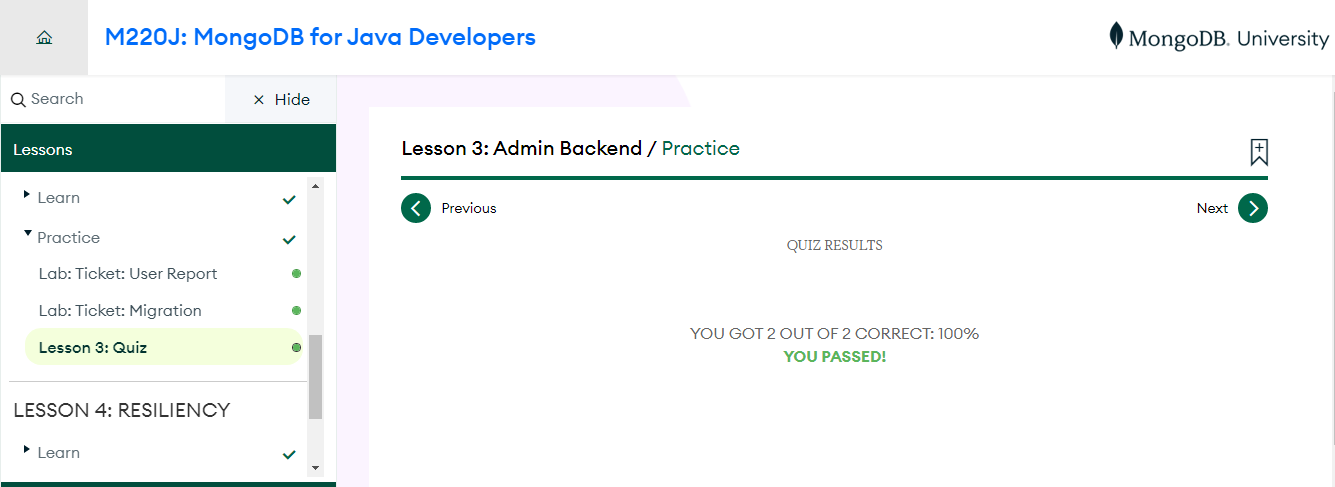 M220J: MongoDB for Java Developers
MongoDB. University
Search
Hide
Lessons
Learn
Practice
Lab: Ticket: User Report
Lab: Ticket: Migration
Lesson 3: Quiz
LESSON 4: RESILIENCY
Learn
Lesson 3: Admin Backend / Practice
Previous
Next
QUIZ RESULTS
YOU GOT 2 OUT OF 2 CORRECT: 100%
YOU PASSED!